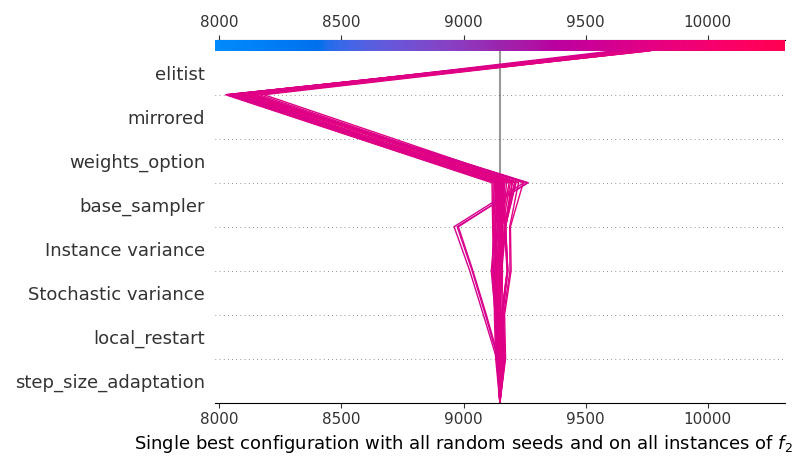 8000 8500 9000 9500 10000
elitist
mirrored
weights_option
base_sampler
Instance variance
Stochastic variance
local_restart
step_size_adaptation
8000 8500 9000 9500 10000
Single best configuration with all random seeds and on all instances of f₂